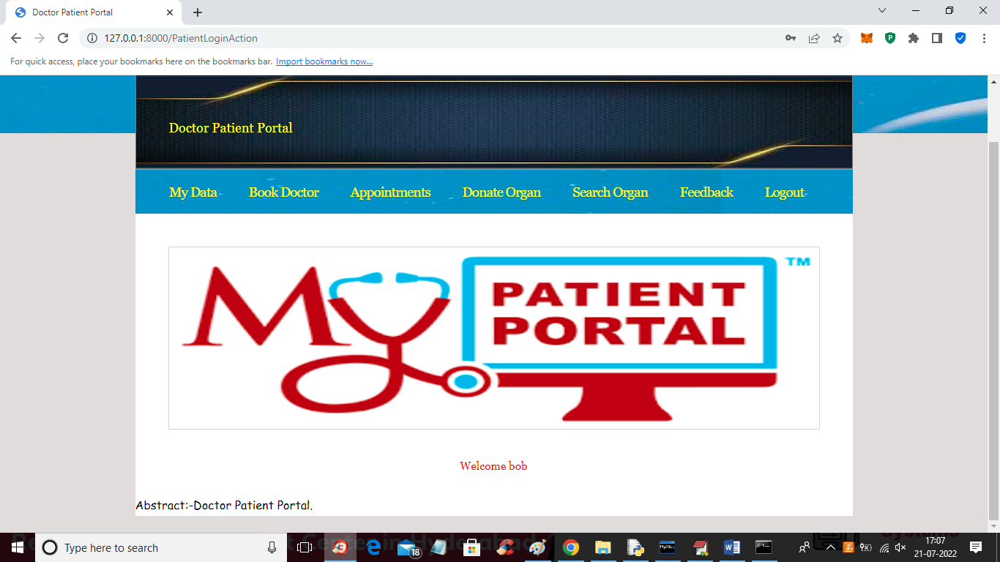 Doctor Patient Portal
127.0.0.1:8000/PatientLoginAction
For quick access, place your bookmarks here on the bookmarks bar. Import bookmarks now...
Doctor Patient Portal
My Data Book Doctor Appointments Donate Organ Search Organ Feedback Logout
My PATIENT PORTAL TM
Welcome bob
Abstract:-Doctor Patient Portal.
Type here to search
18
17:07
21-07-2022